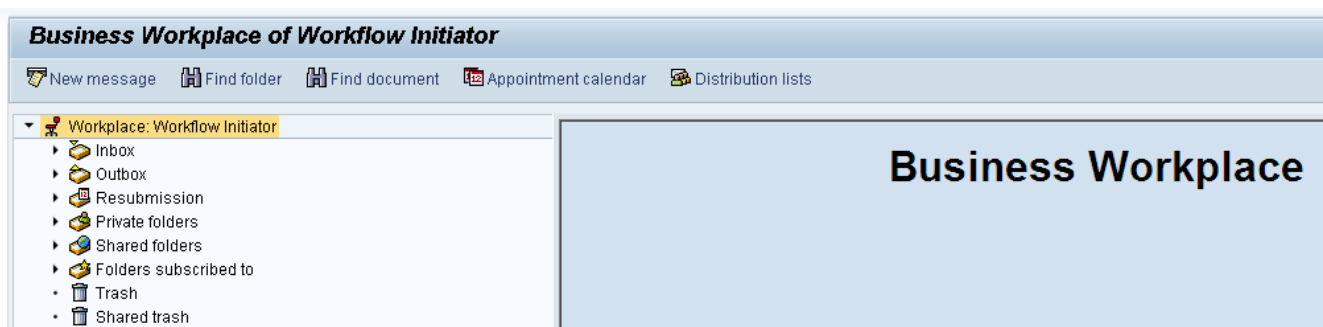 Business Workplace of Workflow Initiator
New message Find folder Find document Appointment calendar Distribution lists
Workplace: Workflow Initiator
Inbox
Outbox
Resubmission
Private folders
Shared folders
Folders subscribed to
Trash
Shared trash
Business Workplace